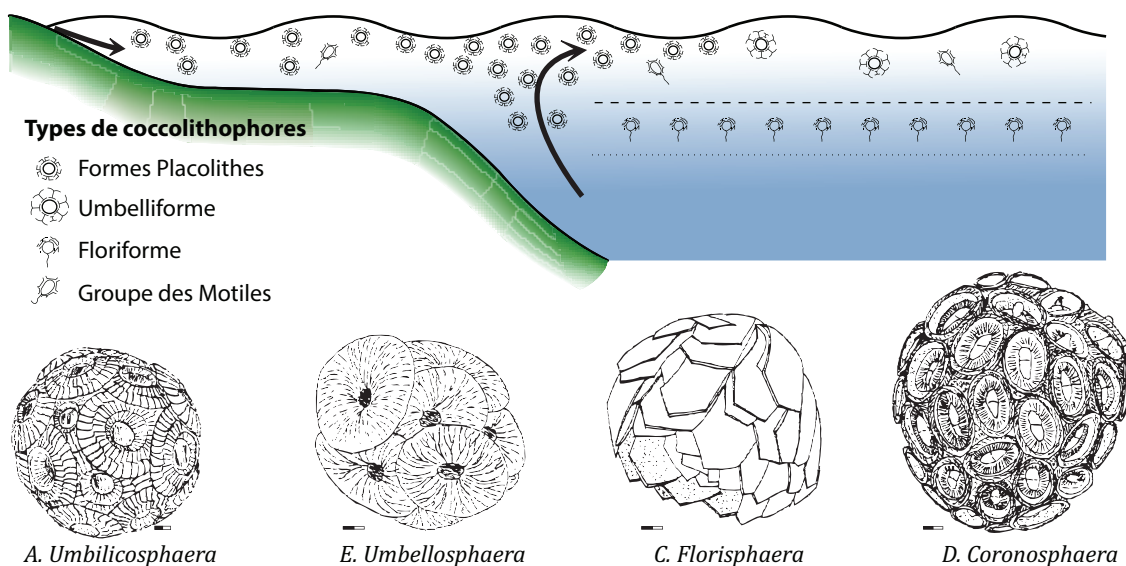 Types de coccolithophores
Formes Placolithes
Umbelliforme
Floriforme
Groupe des Motiles
A. Umbilicosphaera
E. Umbellosphaera
C. Florisphaera
D. Coronosphaera